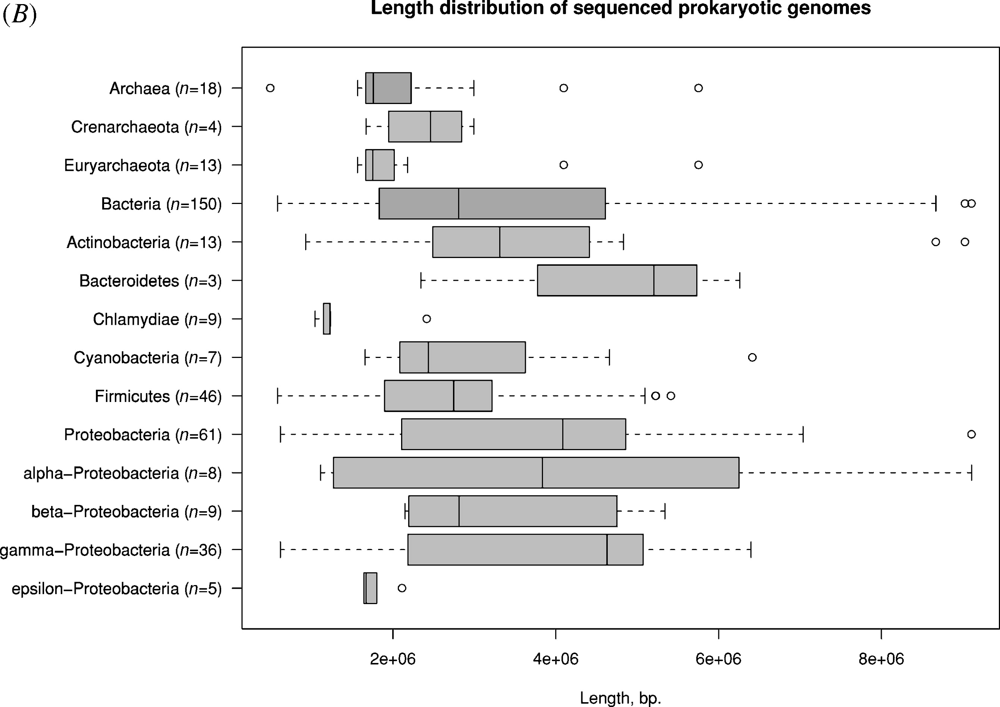 (B)
Length distribution of sequenced prokaryotic genomes
Archaea (n=18)
Crenarchaeota (n=4)
Euryarchaeota (n=13)
Bacteria (n=150)
Actinobacteria (n=13)
Bacteroidetes (n=3)
Chlamydiae (n=9)
Cyanobacteria (n=7)
Firmicutes (n=46)
Proteobacteria (n=61)
alpha–Proteobacteria (n=8)
beta–Proteobacteria (n=9)
gamma–Proteobacteria (n=36)
epsilon–Proteobacteria (n=5)
2e+06 4e+06 6e+06 8e+06
Length, bp.